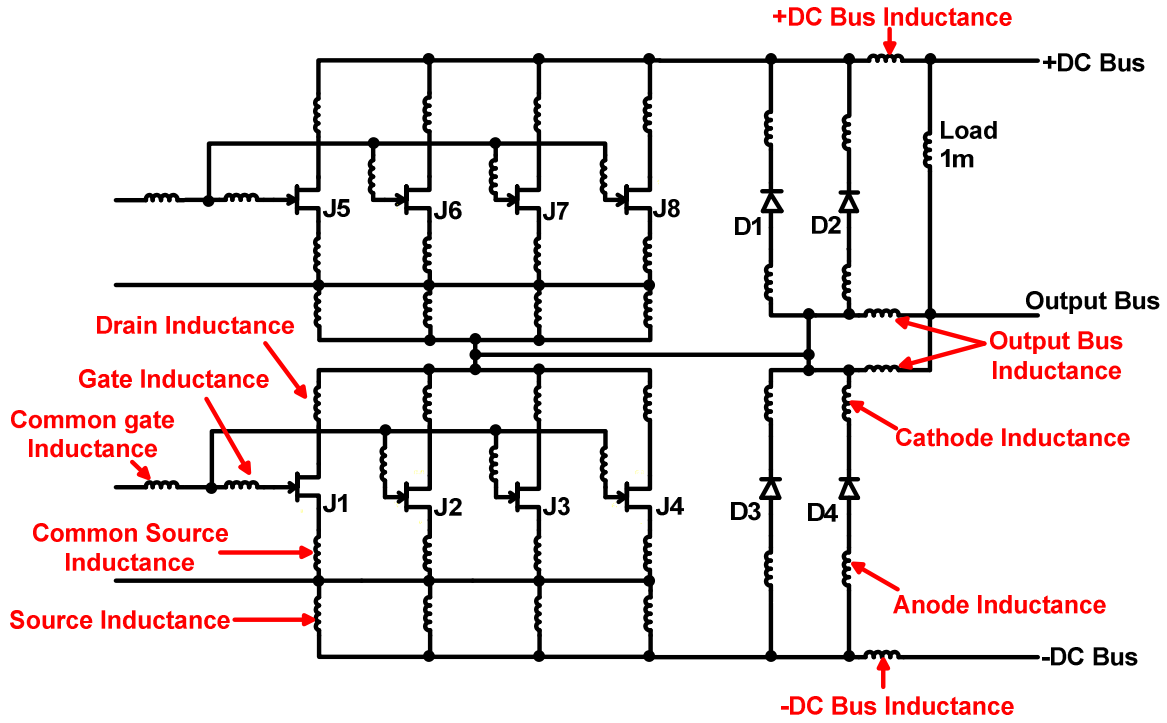 +DC Bus Inductance
+DC Bus
Load
1m
J5
J6
J7
J8
D1
D2
Output Bus
Drain Inductance
Output Bus
Inductance
Gate Inductance
Common gate
Inductance
Cathode Inductance
J1
J2
J3
J4
D3
D4
Common Source
Inductance
Anode Inductance
Source Inductance
-DC Bus
-DC Bus Inductance